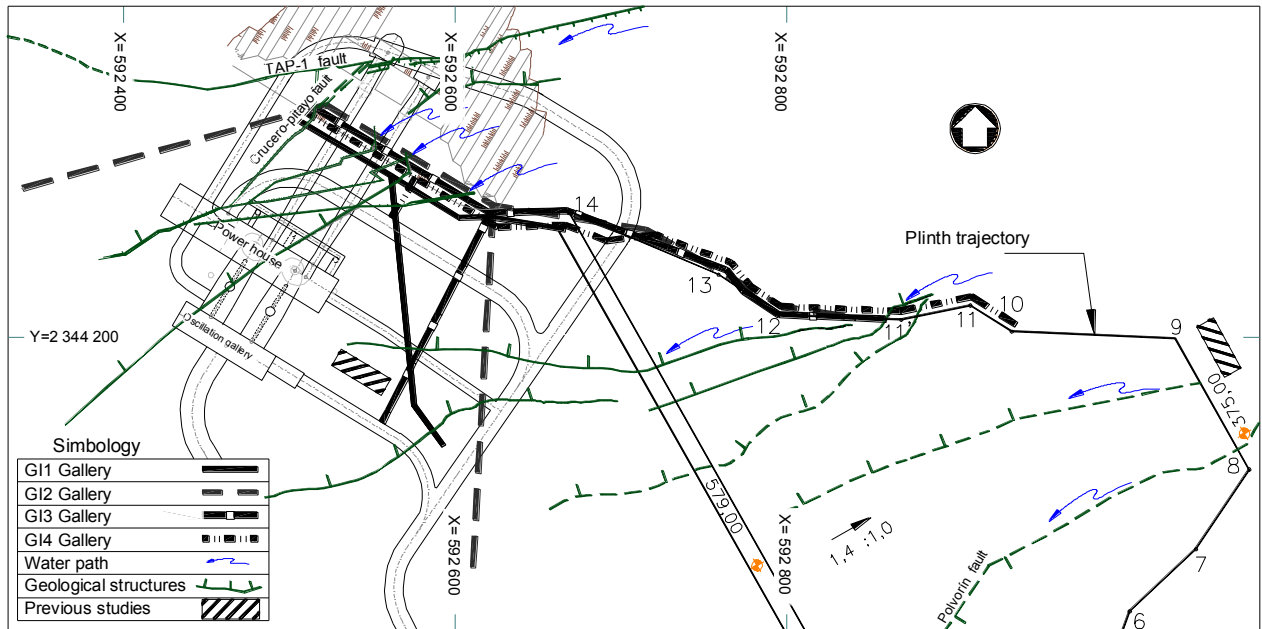 X= 592 400
X= 592 600
X= 592 800
TAP-1 fault
Crucero-pitayo fault
14
Plinth trajectory
Power house
13
12
11'
11
10
9
Y=2 344 200
Oscilation gallery
375,00
8
579,00
1,4 :1,0
X= 592 600
X= 592 800
Polvorín fault
7
6
Simbology
GI1 Gallery
GI2 Gallery
GI3 Gallery
GI4 Gallery
Water path
Geological structures
Previous studies